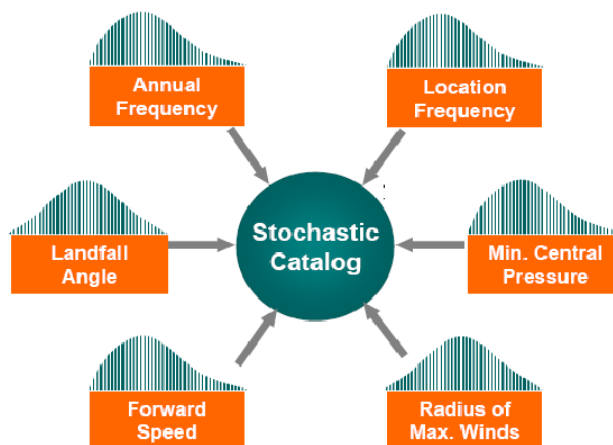 Annual
Frequency
Location
Frequency
Landfall
Angle
Stochastic
Catalog
Min. Central
Pressure
Forward
Speed
Radius of
Max. Winds